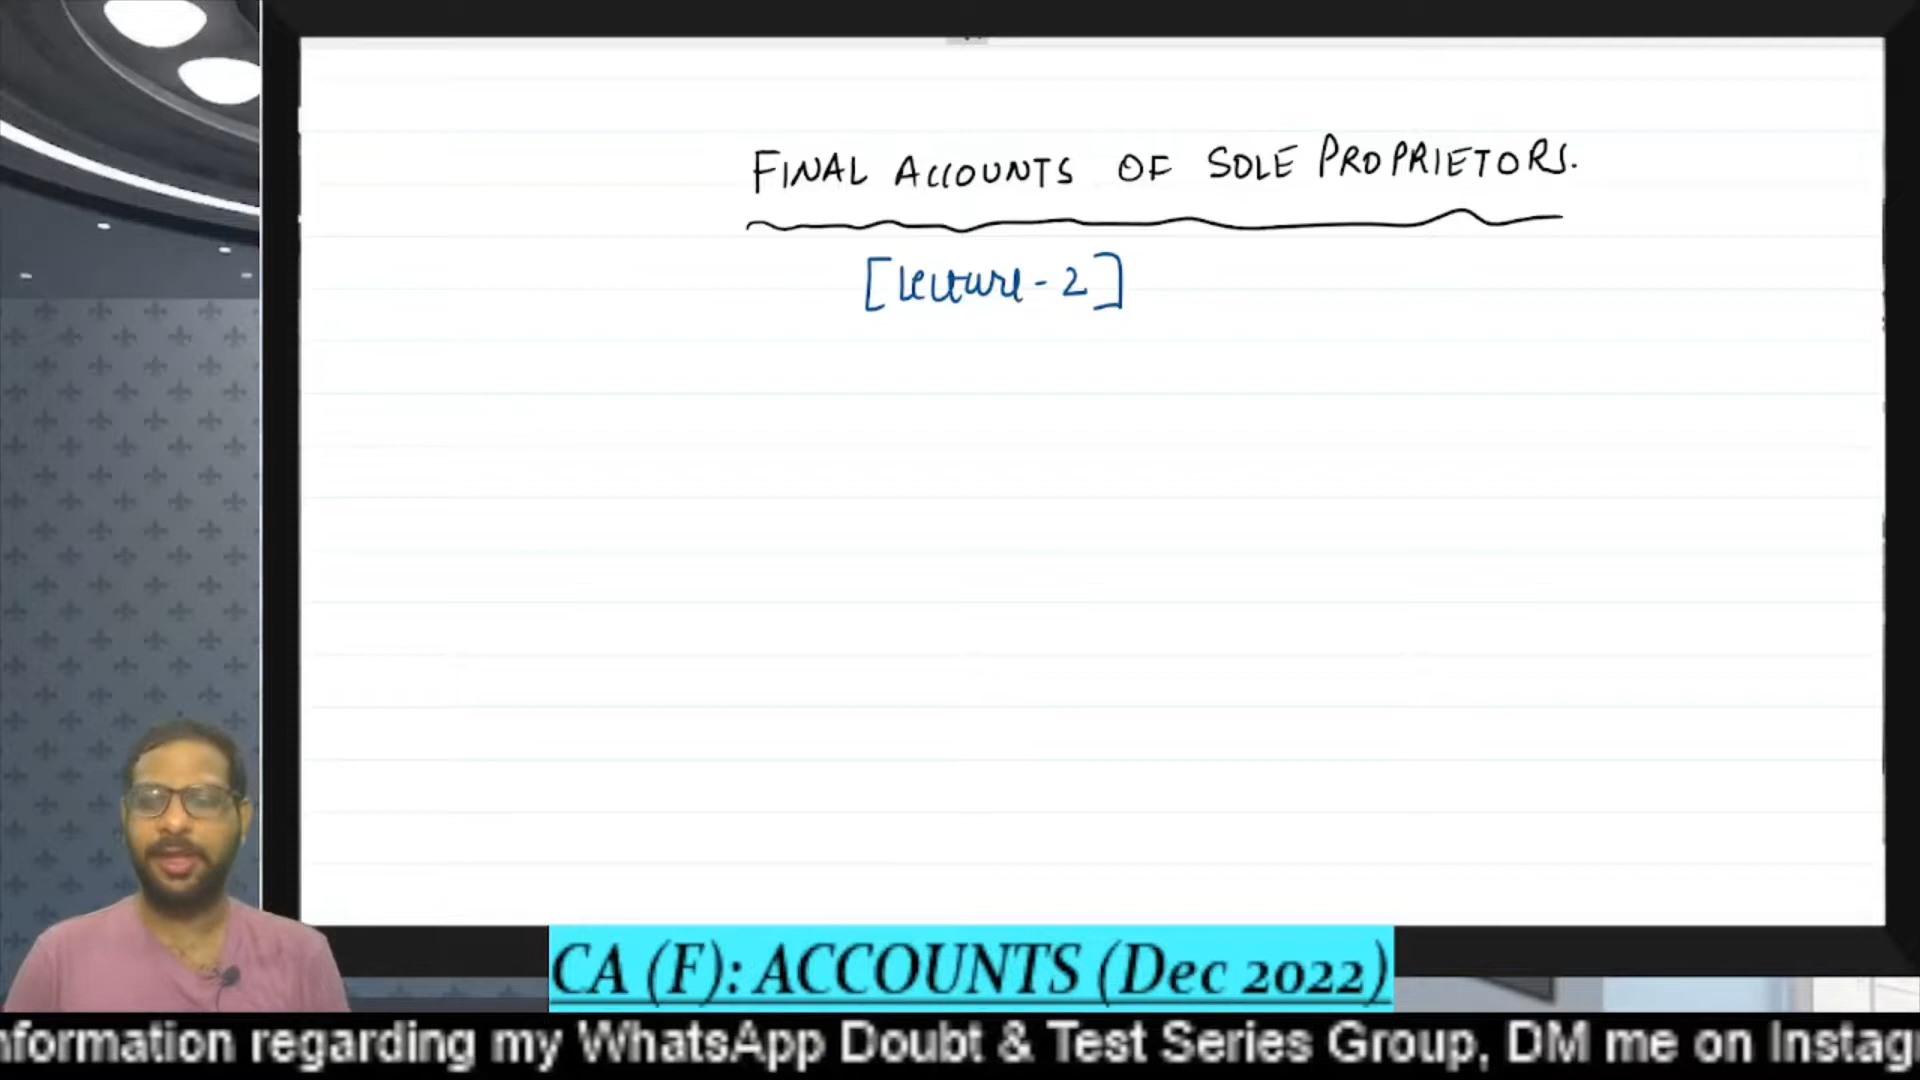 FINAL ACCOUNTS OF SOLE PROPRIETORS.
[Lecture-2]
CA (F): ACCOUNTS (Dec 2022)
nformation regarding my WhatsApp Doubt & Test Series Group, DM me on Instag